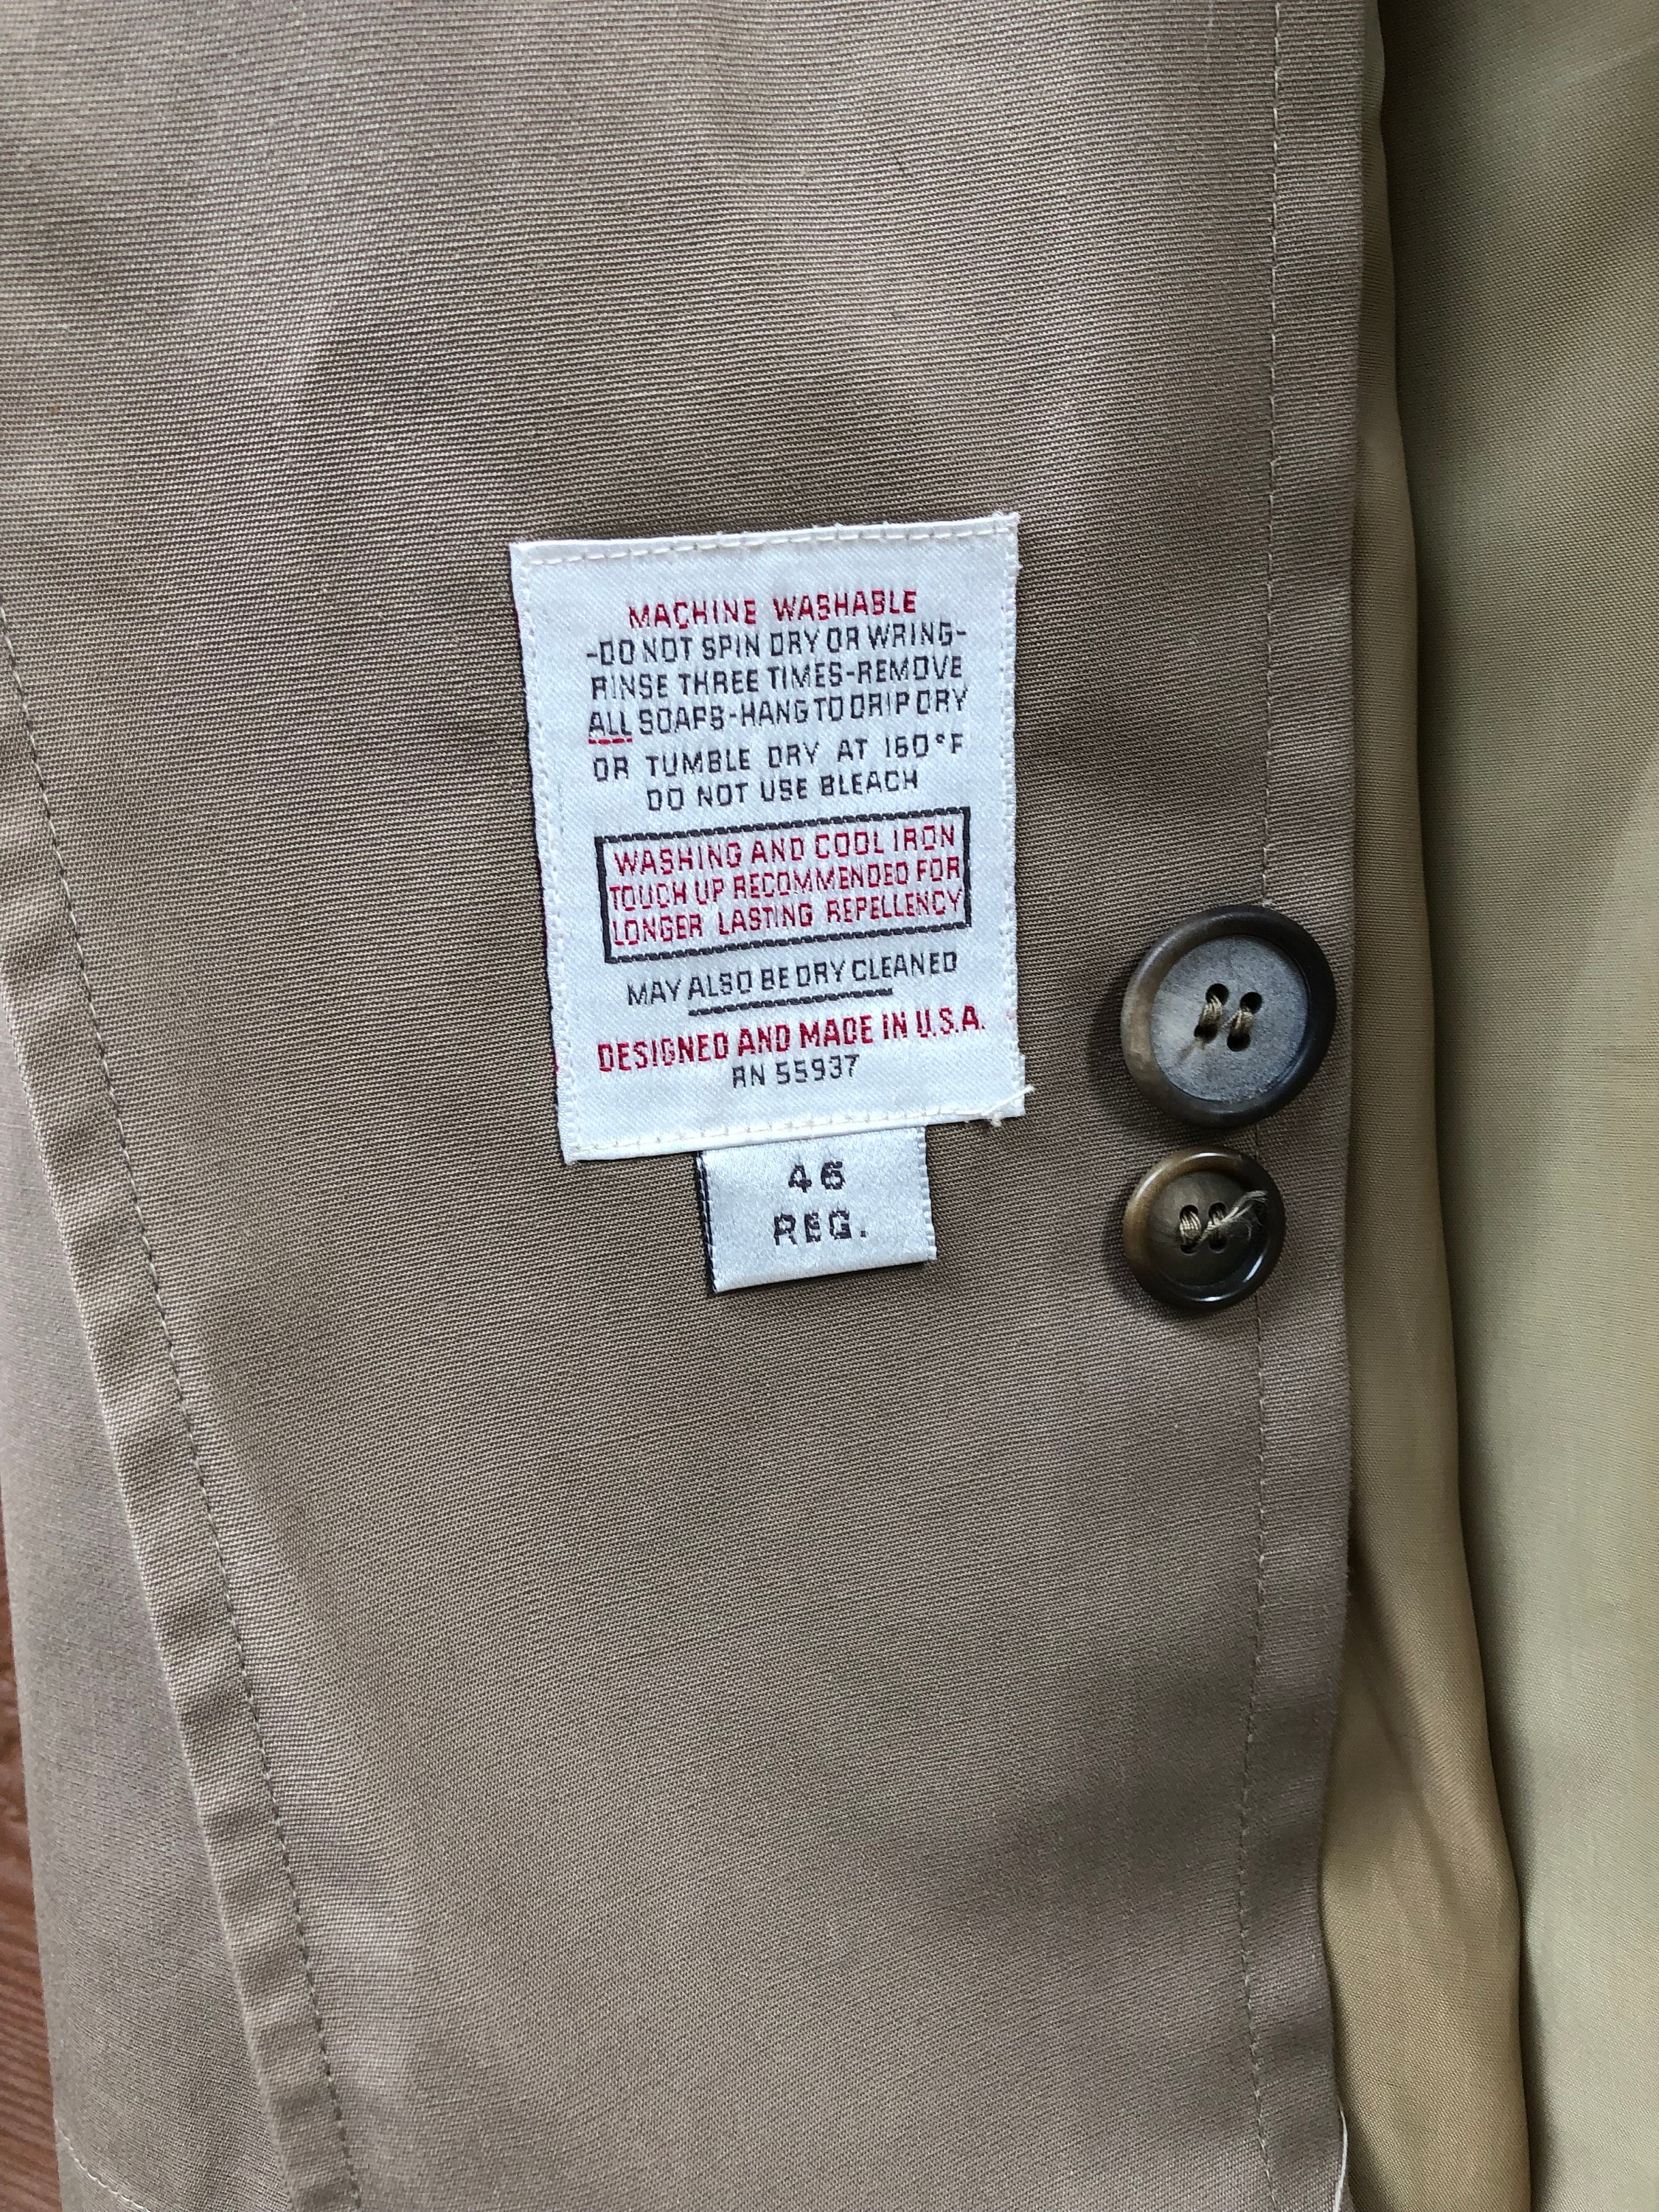 MACHINE WASHABLE
-DO NOT SPIN DRY OR WRING-
RINSE THREE TIMES-REMOVE
ALL SOAPS-HANG TO DRIP DRY
OR TUMBLE DRY AT 160°F
DO NOT USE BLEACH
WASHING AND COOL IRON
TOUCH UP RECOMMENDED FOR
LONGER LASTING REPELLENCY
MAY ALSO BE DRY CLEANED
DESIGNED AND MADE IN U.S.A.
RN 55937
46
REG.